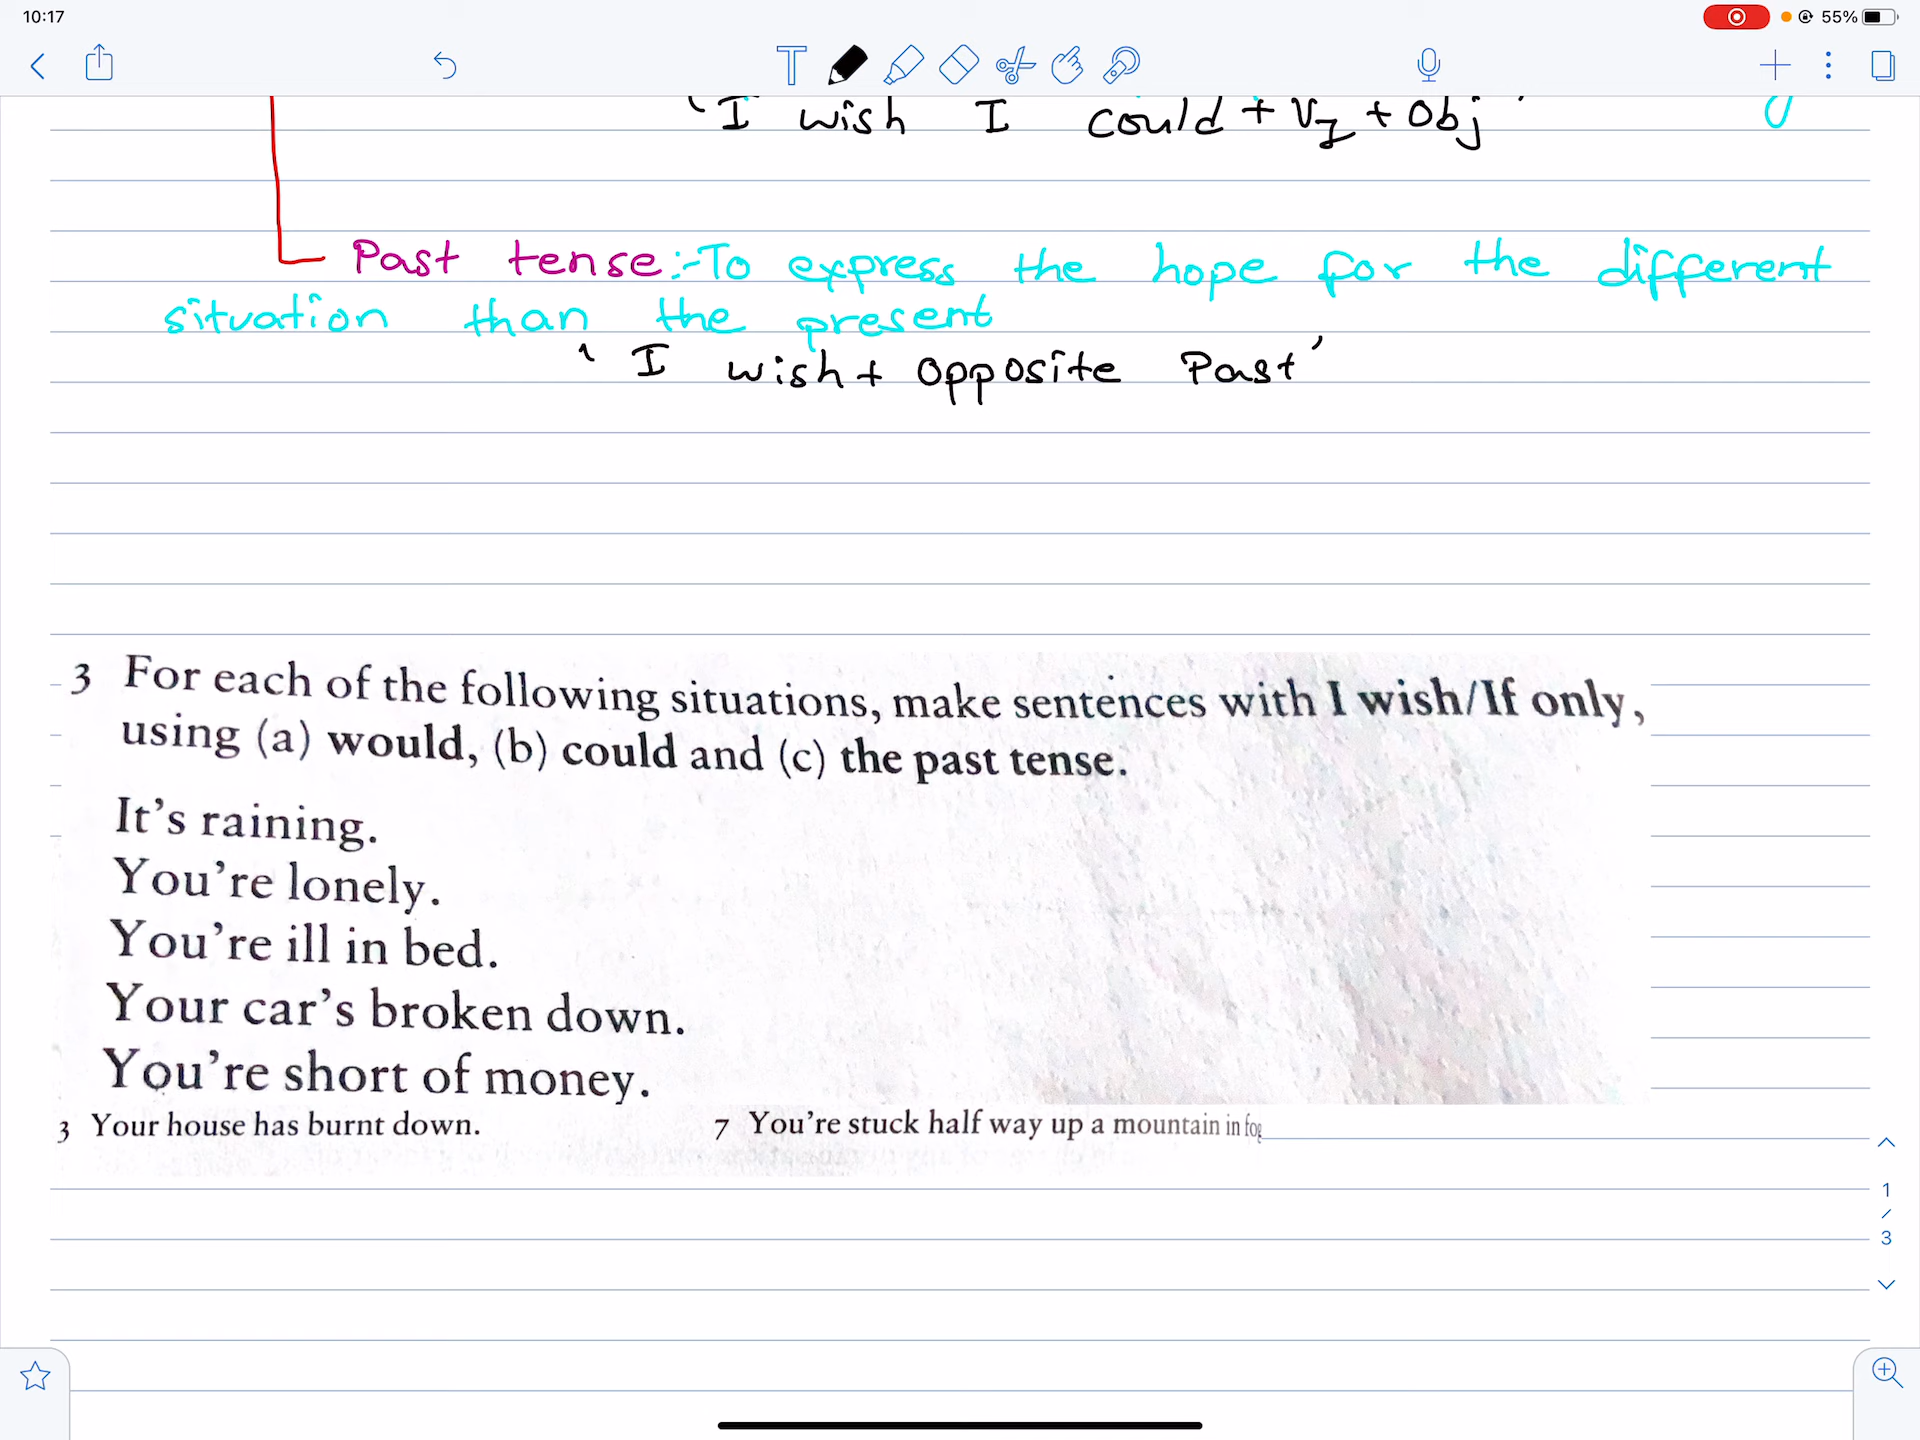 10:17
55%
'I wish I could + V1 + Obj'
Past tense :- To express the hope for the different
situation than the present
' I wish + opposite Past'
3 For each of the following situations, make sentences with I wish/If only,
using (a) would, (b) could and (c) the past tense.
It's raining.
You're lonely.
You're ill in bed.
Your car's broken down.
You're short of money.
3 Your house has burnt down.
7 You're stuck half way up a mountain in fog
1
/
3